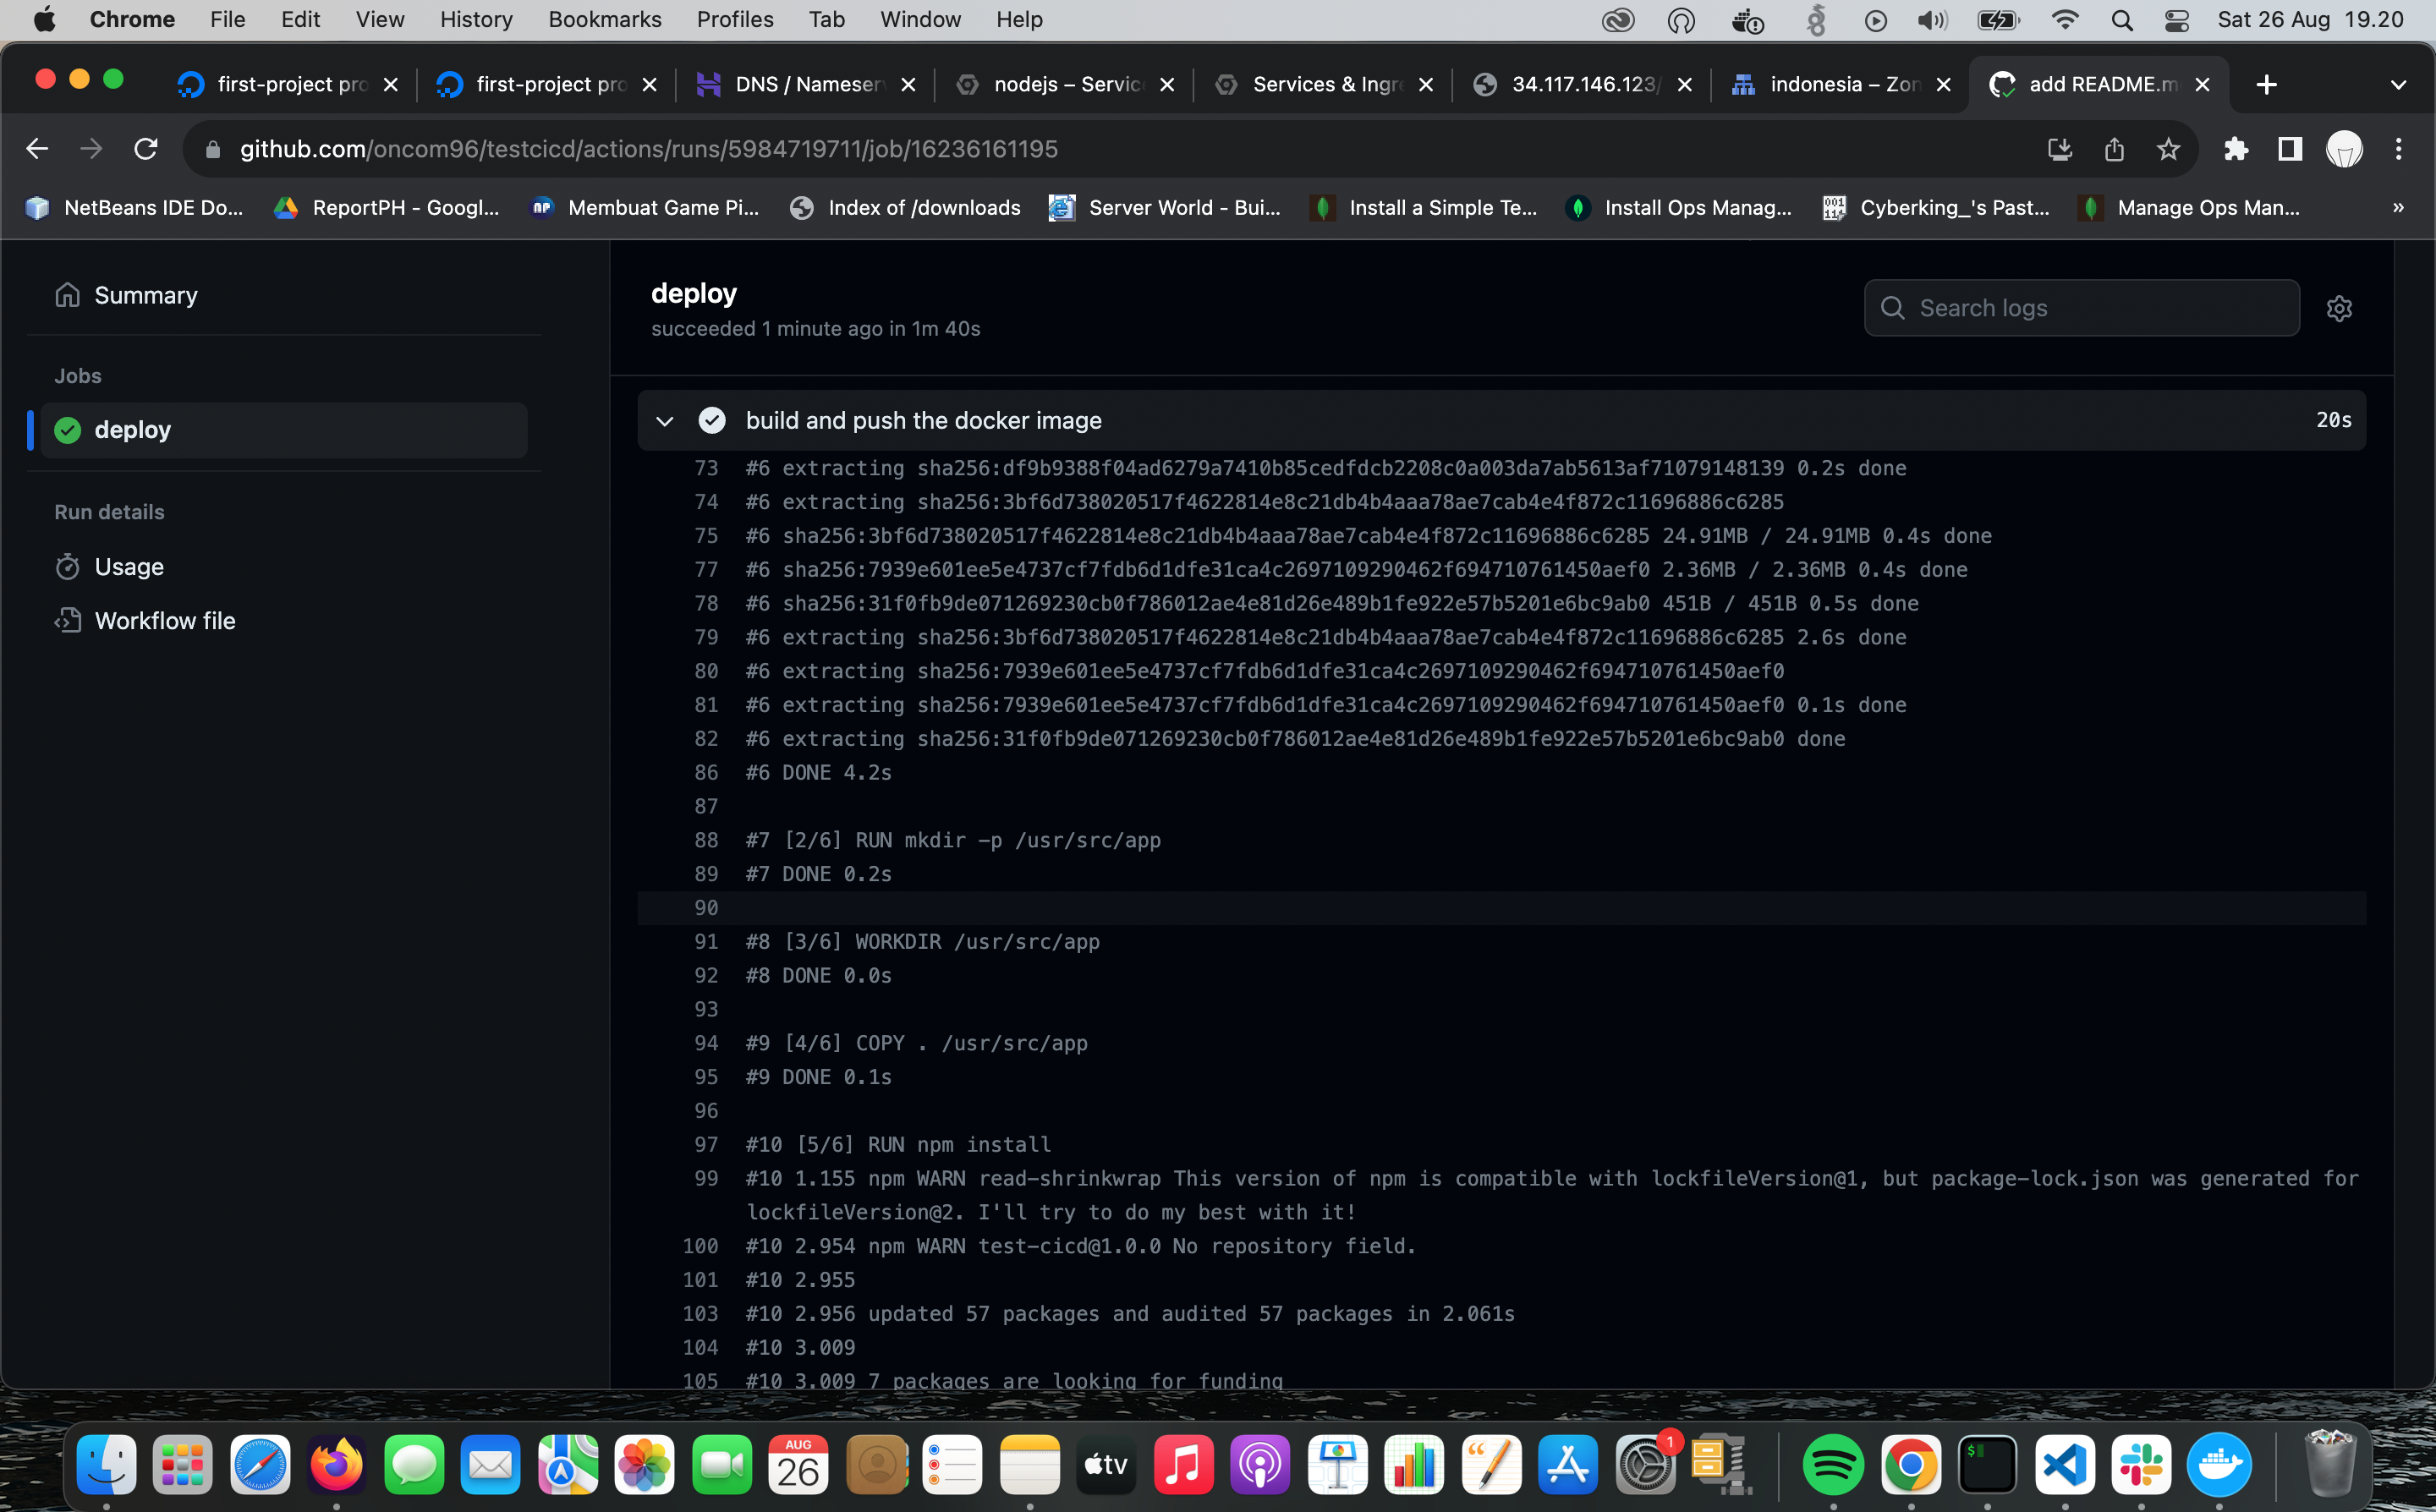 Chrome File Edit View History Bookmarks Profiles Tab Window Help Sat 26 Aug 19.20
first-project pro first-project pro DNS / Nameser nodejs – Servic Services & Ingre 34.117.146.123/ indonesia – Zon add README.m
github.com/oncom96/testcicd/actions/runs/5984719711/job/16236161195
NetBeans IDE Do... ReportPH - Googl... Membuat Game Pi... Index of /downloads Server World - Bui... Install a Simple Te... Install Ops Manag... Cyberking_'s Past... Manage Ops Man... »
Summary
Jobs
deploy
Run details
Usage
Workflow file
deploy
succeeded 1 minute ago in 1m 40s
Search logs
build and push the docker image 20s
73 #6 extracting sha256:df9b9388f04ad6279a7410b85cedfdcb2208c0a003da7ab5613af71079148139 0.2s done
74 #6 extracting sha256:3bf6d738020517f4622814e8c21db4b4aaa78ae7cab4e4f872c11696886c6285
75 #6 sha256:3bf6d738020517f4622814e8c21db4b4aaa78ae7cab4e4f872c11696886c6285 24.91MB / 24.91MB 0.4s done
77 #6 sha256:7939e601ee5e4737cf7fdb6d1dfe31ca4c2697109290462f694710761450aef0 2.36MB / 2.36MB 0.4s done
78 #6 sha256:31f0fb9de071269230cb0f786012ae4e81d26e489b1fe922e57b5201e6bc9ab0 451B / 451B 0.5s done
79 #6 extracting sha256:3bf6d738020517f4622814e8c21db4b4aaa78ae7cab4e4f872c11696886c6285 2.6s done
80 #6 extracting sha256:7939e601ee5e4737cf7fdb6d1dfe31ca4c2697109290462f694710761450aef0
81 #6 extracting sha256:7939e601ee5e4737cf7fdb6d1dfe31ca4c2697109290462f694710761450aef0 0.1s done
82 #6 extracting sha256:31f0fb9de071269230cb0f786012ae4e81d26e489b1fe922e57b5201e6bc9ab0 done
86 #6 DONE 4.2s
87
88 #7 [2/6] RUN mkdir -p /usr/src/app
89 #7 DONE 0.2s
90
91 #8 [3/6] WORKDIR /usr/src/app
92 #8 DONE 0.0s
93
94 #9 [4/6] COPY . /usr/src/app
95 #9 DONE 0.1s
96
97 #10 [5/6] RUN npm install
99 #10 1.155 npm WARN read-shrinkwrap This version of npm is compatible with lockfileVersion@1, but package-lock.json was generated for
lockfileVersion@2. I'll try to do my best with it!
100 #10 2.954 npm WARN test-cicd@1.0.0 No repository field.
101 #10 2.955
103 #10 2.956 updated 57 packages and audited 57 packages in 2.061s
104 #10 3.009
105 #10 3.009 7 packages are looking for funding
AUG
26
tv
1